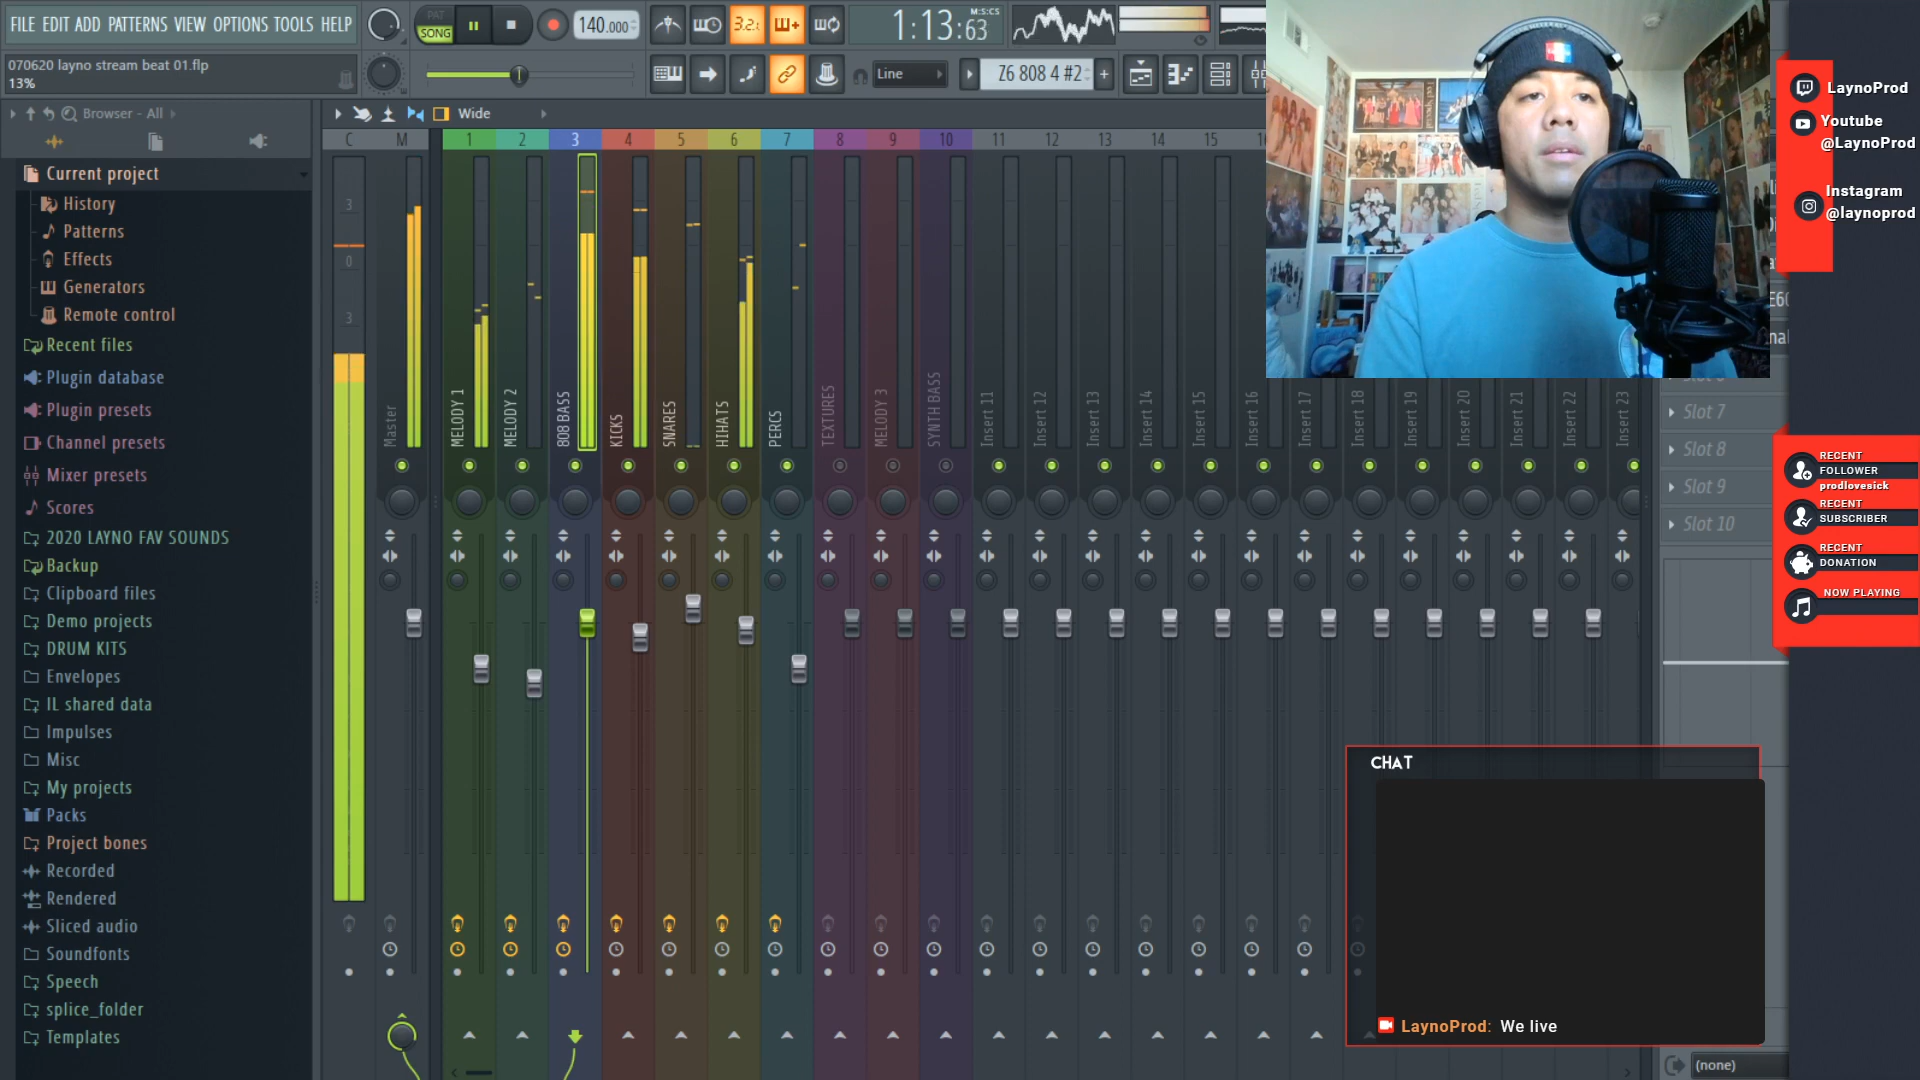 FILE EDIT ADD PATTERNS VIEW OPTIONS TOOLS HELP
PAT
SONG
140.000
3.2.1
1:13:63
M:S:CS
070620 layno stream beat 01.flp
13%
Line
Z6 808 4 #2
Browser - All
Wide
Current project
History
Patterns
Effects
Generators
Remote control
Recent files
Plugin database
Plugin presets
Channel presets
Mixer presets
Scores
2020 LAYNO FAV SOUNDS
Backup
Clipboard files
Demo projects
DRUM KITS
Envelopes
IL shared data
Impulses
Misc
My projects
Packs
Project bones
Recorded
Rendered
Sliced audio
Soundfonts
Speech
splice_folder
Templates
C M 1 2 3 4 5 6 7 8 9 10 11 12 13 14 15
3
0
3
Master
MELODY 1
MELODY 2
808 BASS
KICKS
SNARES
HIHATS
PERCS
TEXTURES
MELODY 3
SYNTH BASS
Insert 11
Insert 12
Insert 13
Insert 14
Insert 15
Insert 16
Insert 17
Insert 18
Insert 19
Insert 20
Insert 21
Insert 22
Insert 23
Slot 7
Slot 8
Slot 9
Slot 10
(none)
LaynoProd
Youtube
@LaynoProd
Instagram
@laynoprod
RECENT
FOLLOWER
prodlovesick
RECENT
SUBSCRIBER
RECENT
DONATION
NOW PLAYING
CHAT
LaynoProd: We live